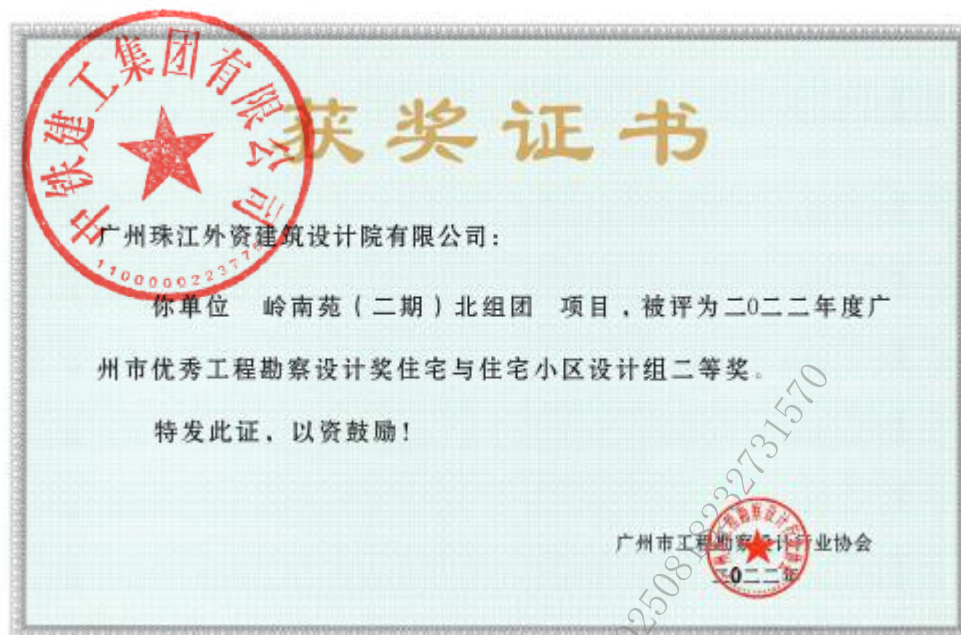 中铁建工集团有限公司
获奖证书
广州珠江外资建筑设计院有限公司：
1100000223775
你单位 岭南苑（二期）北组团 项目，被评为二0二二年度广
州市优秀工程勘察设计奖住宅与住宅小区设计组二等奖。
特发此证，以资鼓励！
广州市工程勘察设计行业协会
二0二二年